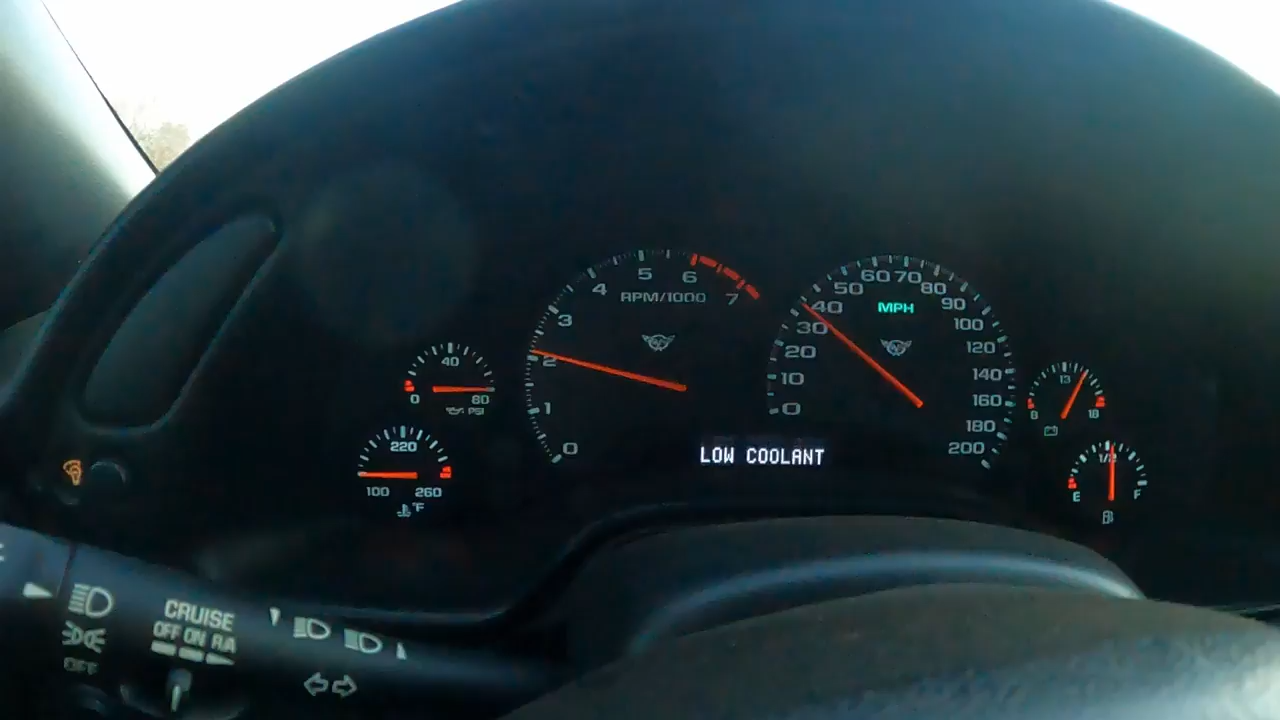 40
0 80
PSI
220
100 260
°F
0 1 2 3 4 5 6 7
RPM/1000
0 10 20 30 40 50 60 70 80 90 100 120 140 160 180 200
MPH
LOW COOLANT
13
8 18
1/2
E F
CRUISE
OFF ON R/A
OFF